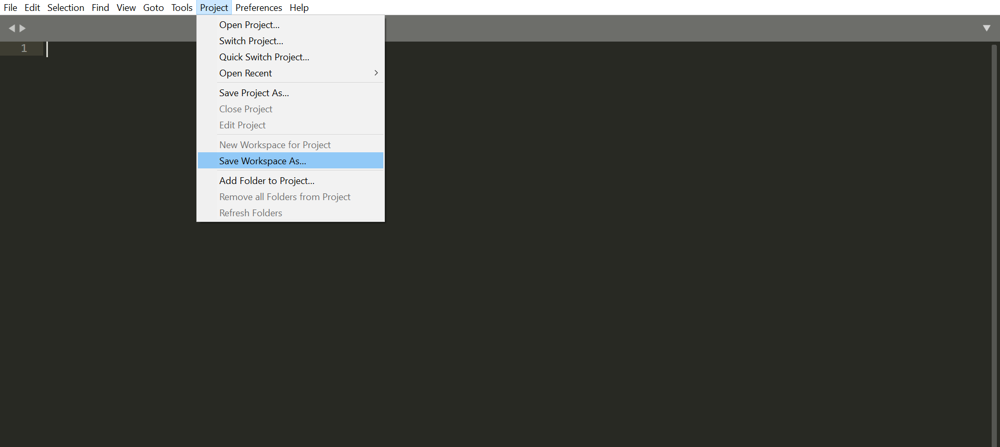 File Edit Selection Find View Goto Tools Project Preferences Help
Open Project...
Switch Project...
Quick Switch Project...
Open Recent
Save Project As...
Close Project
Edit Project
New Workspace for Project
Save Workspace As...
Add Folder to Project...
Remove all Folders from Project
Refresh Folders
1